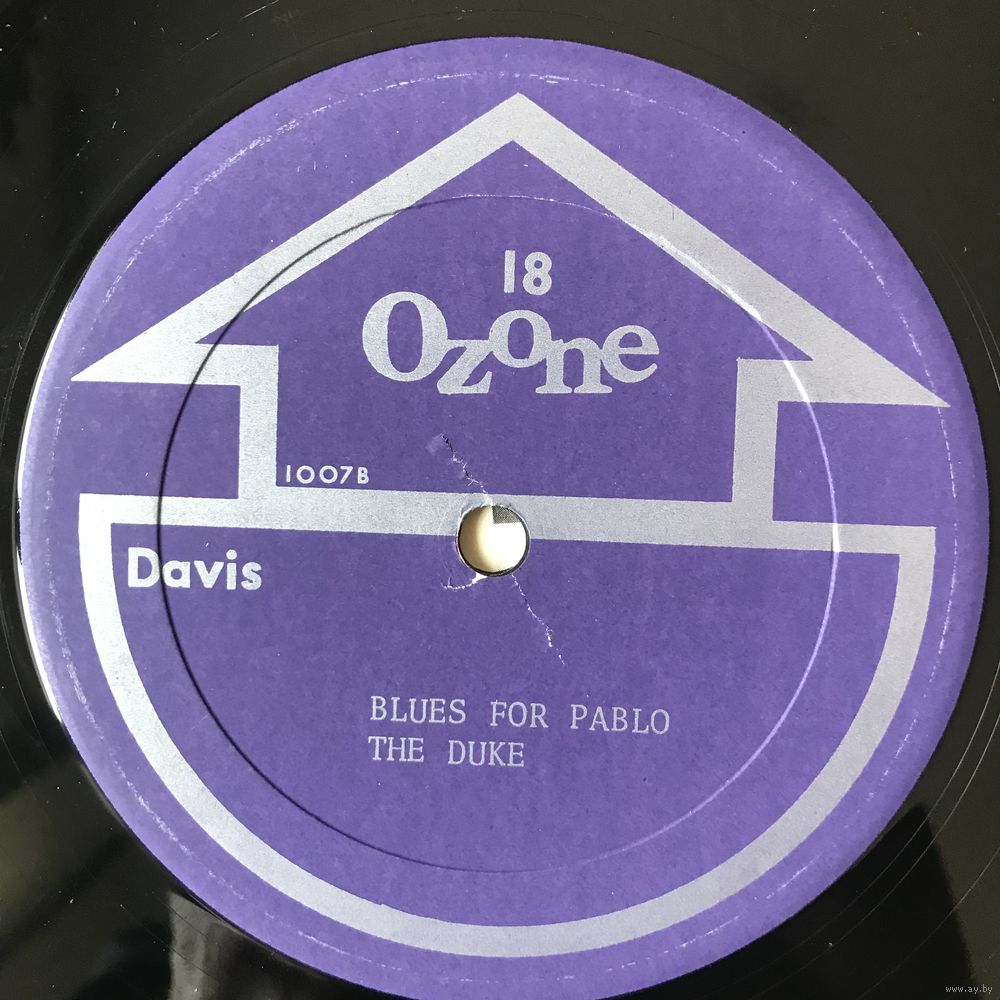 18
Ozone
1007B
Davis
BLUES FOR PABLO
THE DUKE
www.ay.by